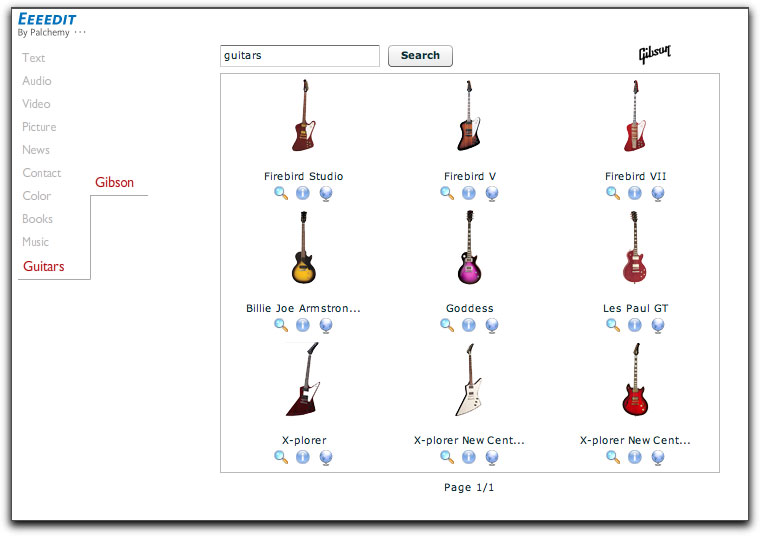 EEEEDIT
By Palchemy ...
Text
Audio
Video
Picture
News
Contact
Color
Books
Music
Guitars
Gibson
guitars
Search
Gibson
Firebird Studio
Firebird V
Firebird VII
Billie Joe Armstron...
Goddess
Les Paul GT
X-plorer
X-plorer New Cent...
X-plorer New Cent...
Page 1/1